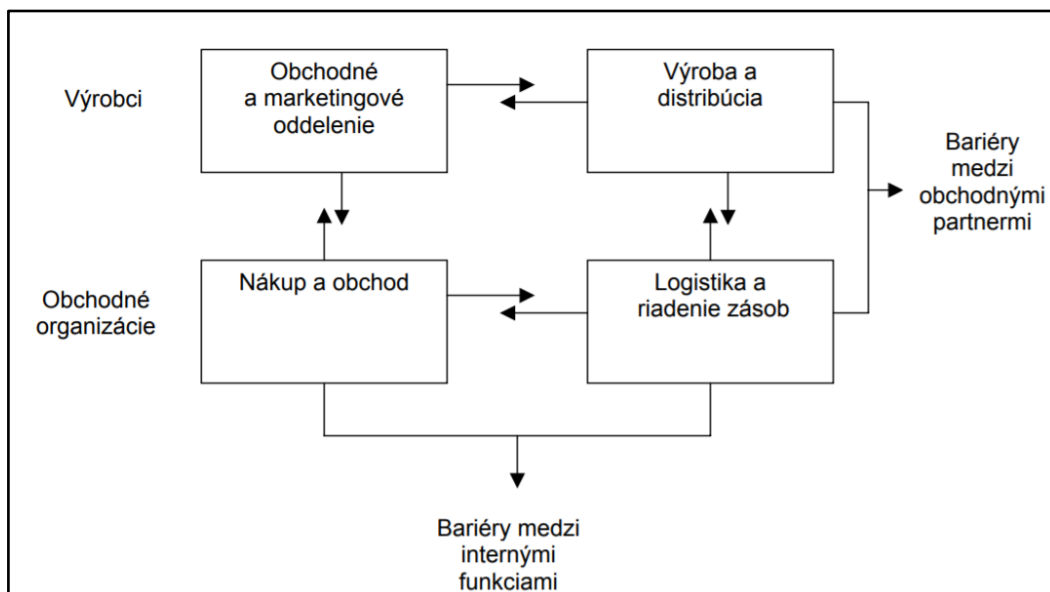 Výrobci
Obchodné
a marketingové
oddelenie
Výroba a
distribúcia
Bariéry
medzi
obchodnými
partnermi
Obchodné
organizácie
Nákup a obchod
Logistika a
riadenie zásob
Bariéry medzi
internými
funkciami